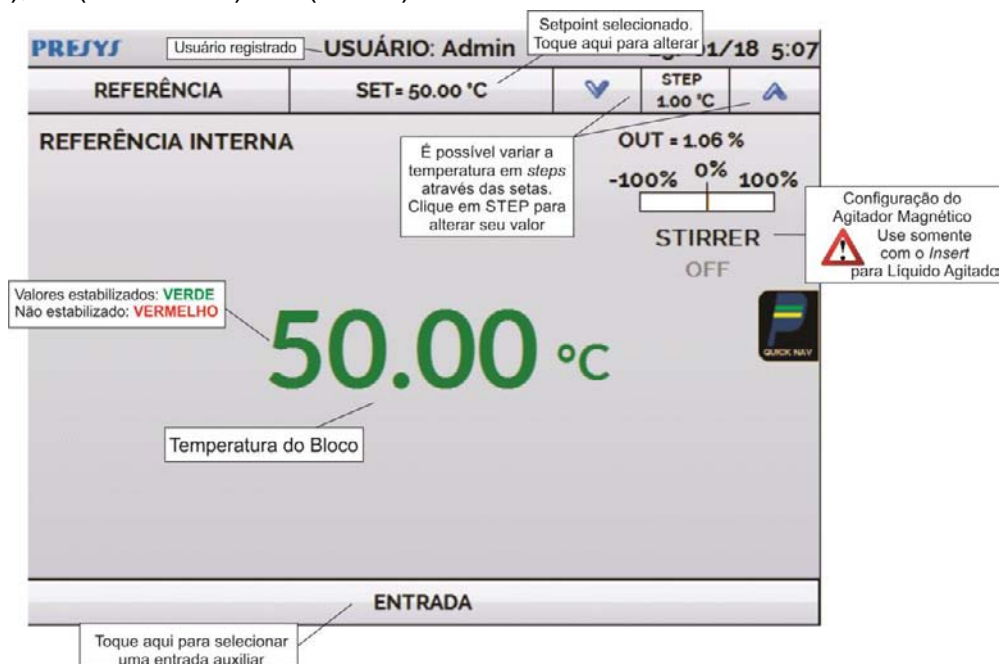 Setpoint selecionado.
Toque aqui para alterar
PRESYS
Usuário registrado
USUÁRIO: Admin
/18 5:07
REFERÊNCIA
SET= 50.00 °C
STEP
1.00 °C
REFERÊNCIA INTERNA
É possível variar a
temperatura em steps
através das setas.
Clique em STEP para
alterar seu valor
OUT = 1.06 %
-100% 0% 100%
Configuração do
Agitador Magnético
Use somente
com o Insert
para Líquido Agitado
STIRRER
OFF
Valores estabilizados: VERDE
Não estabilizado: VERMELHO
50.00 °C
QUICK NAV
Temperatura do Bloco
ENTRADA
Toque aqui para selecionar
uma entrada auxiliar